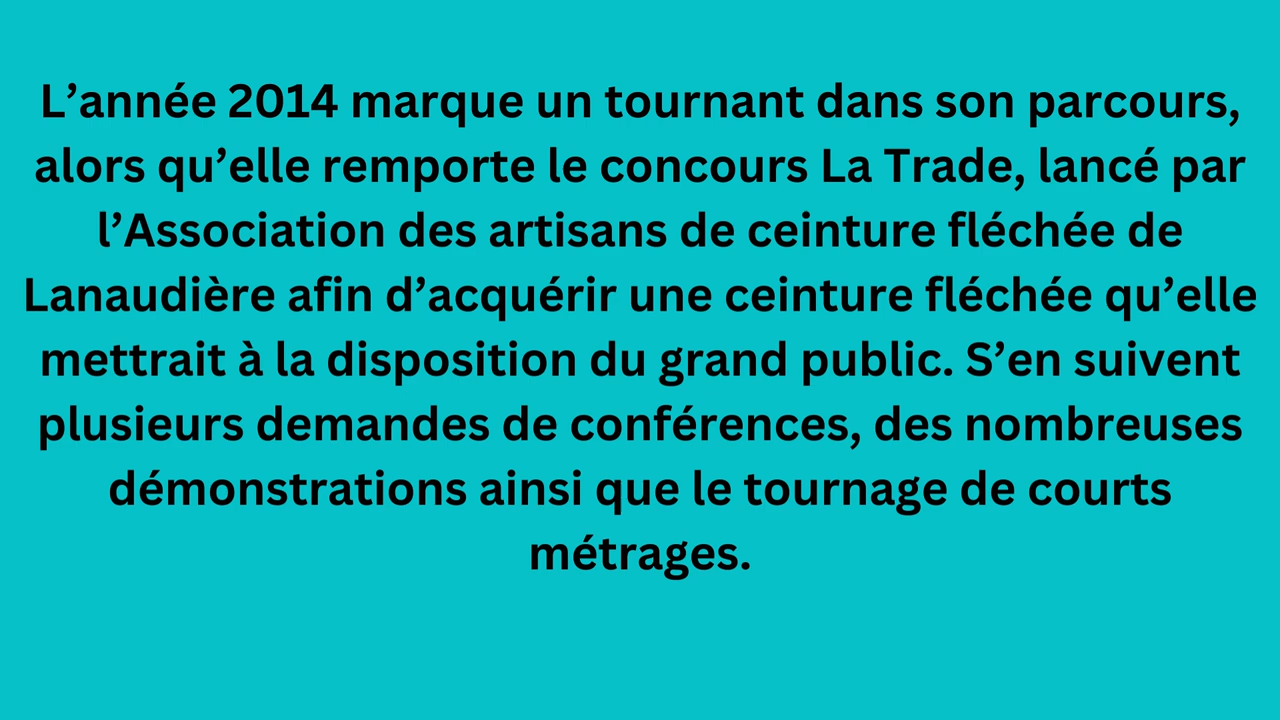 L’année 2014 marque un tournant dans son parcours,
alors qu’elle remporte le concours La Trade, lancé par
l’Association des artisans de ceinture fléchée de
Lanaudière afin d’acquérir une ceinture fléchée qu’elle
mettrait à la disposition du grand public. S’en suivent
plusieurs demandes de conférences, des nombreuses
démonstrations ainsi que le tournage de courts
métrages.